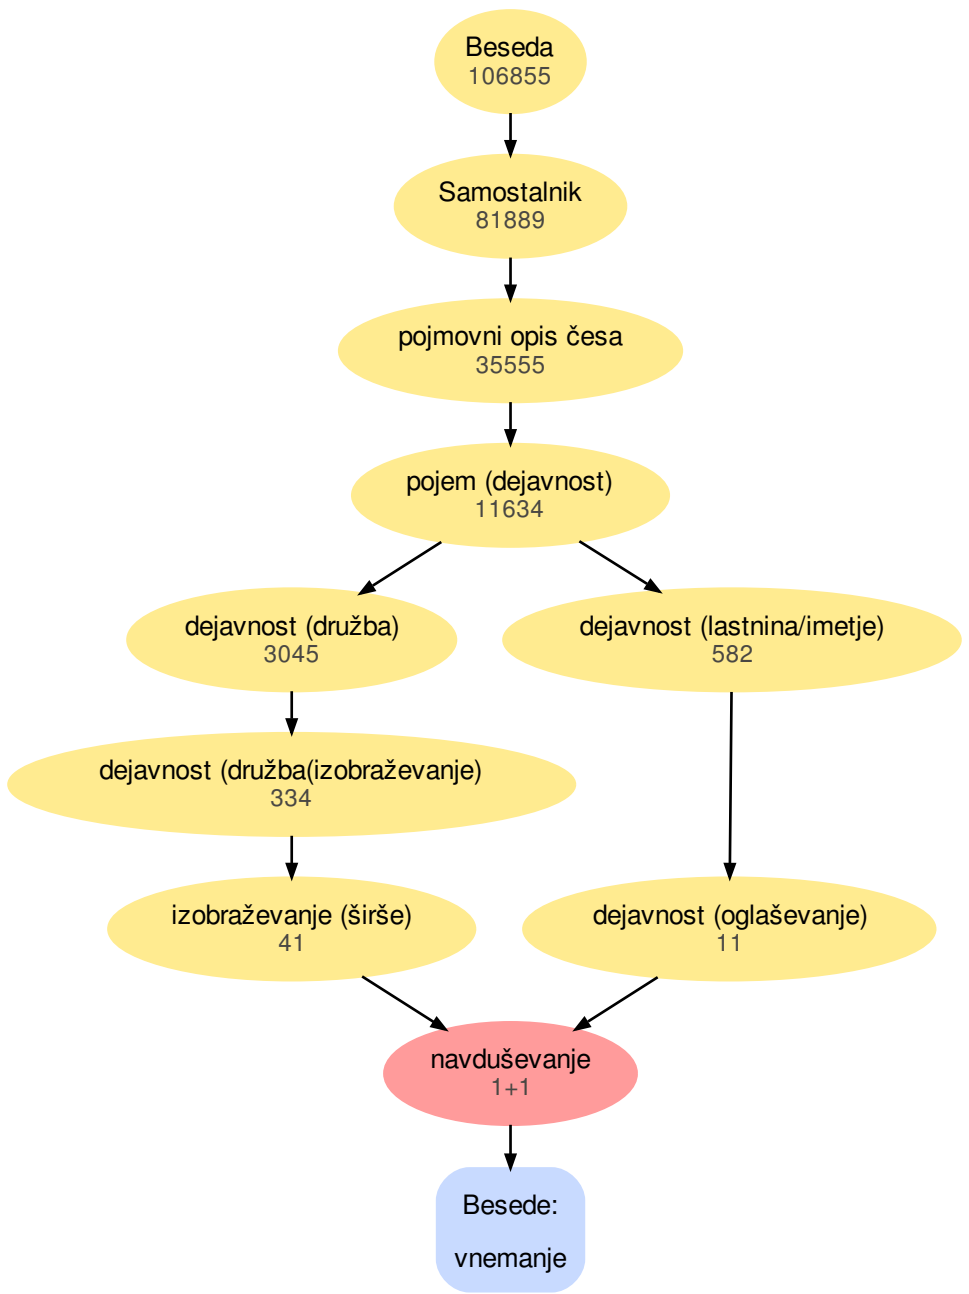 Beseda
106855
Samostalnik
81889
pojmovni opis česa
35555
pojem (dejavnost)
11634
dejavnost (družba)
3045
dejavnost (lastnina/imetje)
582
dejavnost (družba(izobraževanje)
334
izobraževanje (širše)
41
dejavnost (oglaševanje)
11
navduševanje
1+1
Besede:
vnemanje